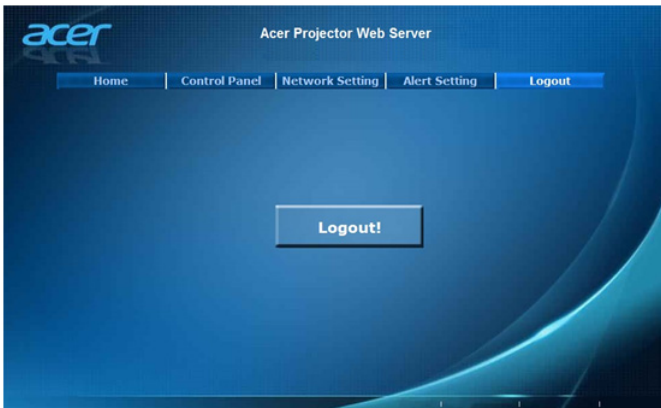 acer
Acer Projector Web Server
Home Control Panel Network Setting Alert Setting Logout
Logout!